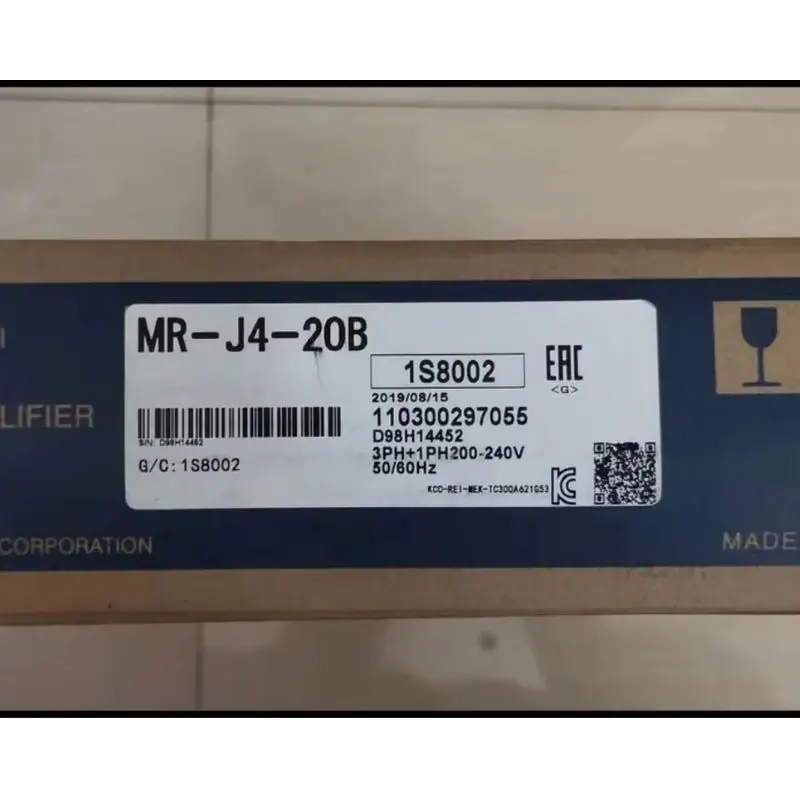 I
LIFIER
CORPORATION
MR-J4-20B
1S8002
EAC
<G>
2019/08/15
110300297055
D98H14452
S/N: D98H14452
3PH+1PH200-240V
G/C:1S8002
50/60Hz
KCC-REI-MEK-TC300A621G53
MADE